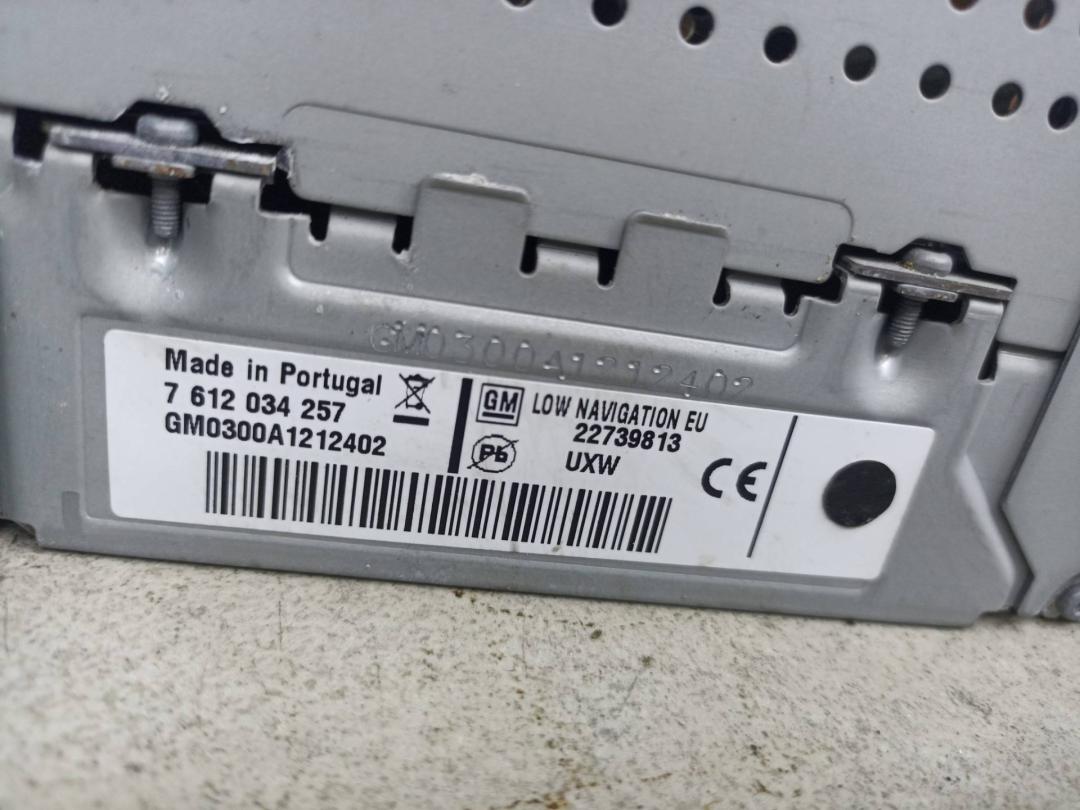 GM0300A1212402
Made in Portugal
7 612 034 257
GM0300A1212402
GM LOW NAVIGATION EU
22739813
Pb UXW
CE